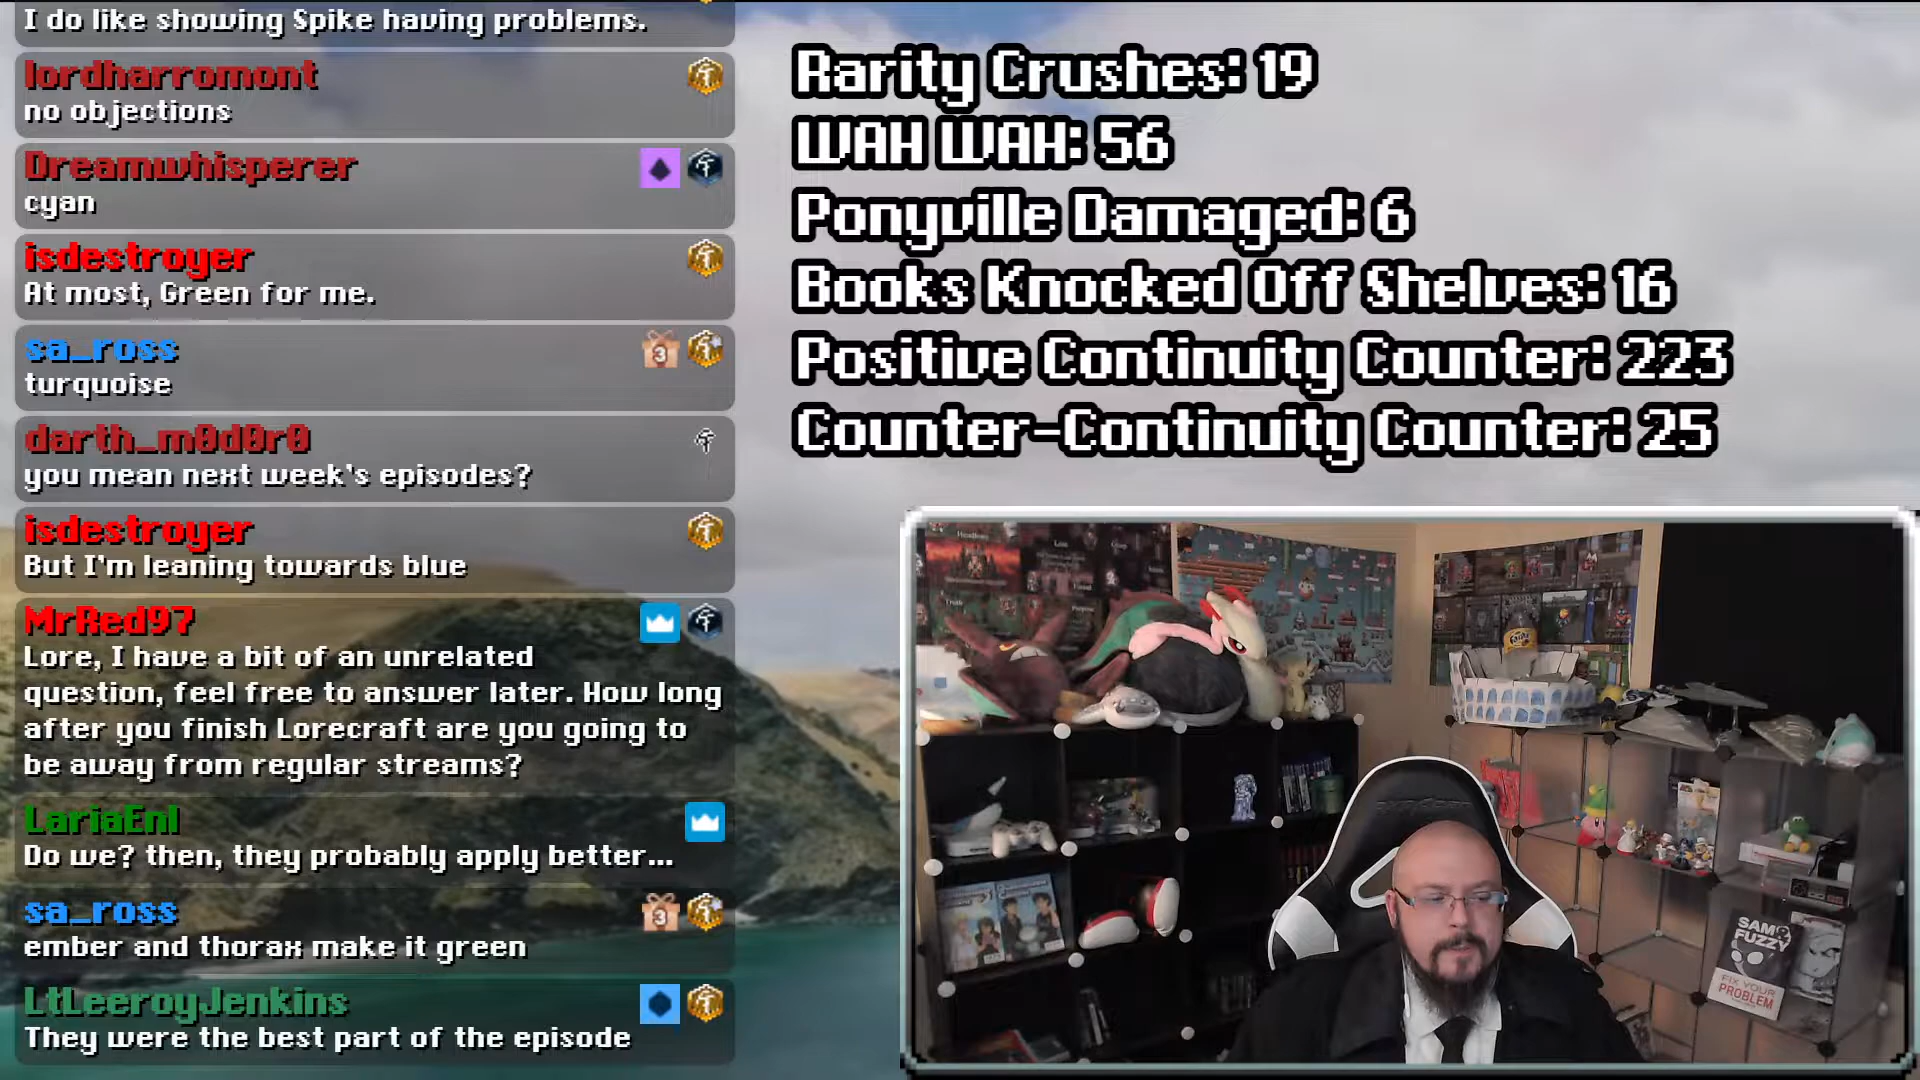 I do like showing Spike having problems.
lordharromont
no objections
Dreamwhisperer
cyan
isdestroyer
At most, Green for me.
sa_ross
3
turquoise
darth_m0d0r0
you mean next week's episodes?
isdestroyer
But I'm leaning towards blue
MrRed97
Lore, I have a bit of an unrelated
question, feel free to answer later. How long
after you finish Lorecraft are you going to
be away from regular streams?
LariaEnl
Do we? then, they probably apply better...
sa_ross
3
ember and thorax make it green
LtLeeroyJenkins
They were the best part of the episode
Rarity Crushes: 19
WAH WAH: 56
Ponyville Damaged: 6
Books Knocked Off Shelves: 16
Positive Continuity Counter: 223
Counter-Continuity Counter: 25
SAM &
FUZZY
FIX YOUR
PROBLEM